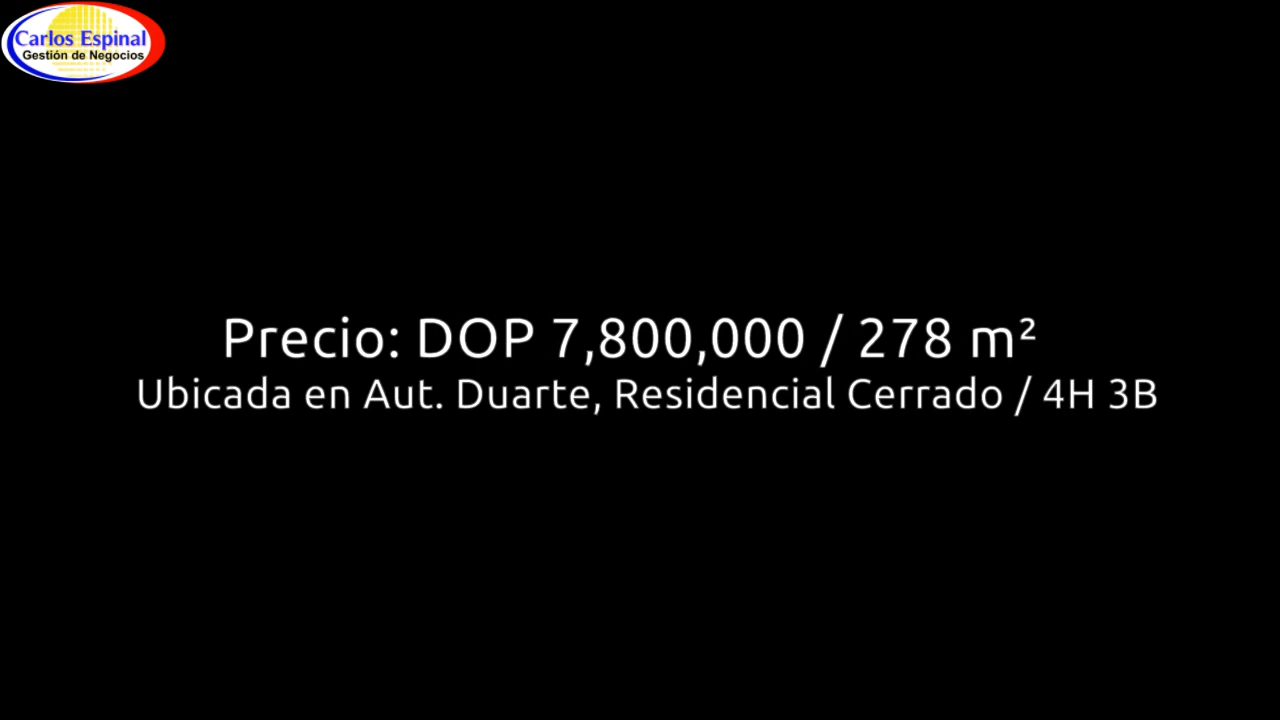 Carlos Espinal
Gestión de Negocios
Precio: DOP 7,800,000 / 278 m²
Ubicada en Aut. Duarte, Residencial Cerrado / 4H 3B